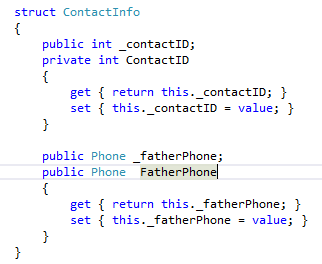 struct ContactInfo
{
    public int _contactID;
    private int ContactID
    {
        get { return this._contactID; }
        set { this._contactID = value; }
    }

    public Phone _fatherPhone;
    public Phone  FatherPhone
    {
        get { return this._fatherPhone; }
        set { this._fatherPhone = value; }
    }
}